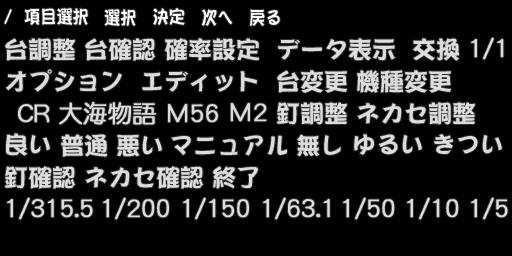 / 項目選択 選択 決定 次へ 戻る
台調整 台確認 確率設定 データ表示 交換 1/1
オプション エディット 台変更 機種変更
CR 大海物語 M56 M2 釘調整 ネカセ調整
良い 普通 悪い マニュアル 無し ゆるい きつい
釘確認 ネカセ確認 終了
1/315.5 1/200 1/150 1/63.1 1/50 1/10 1/5